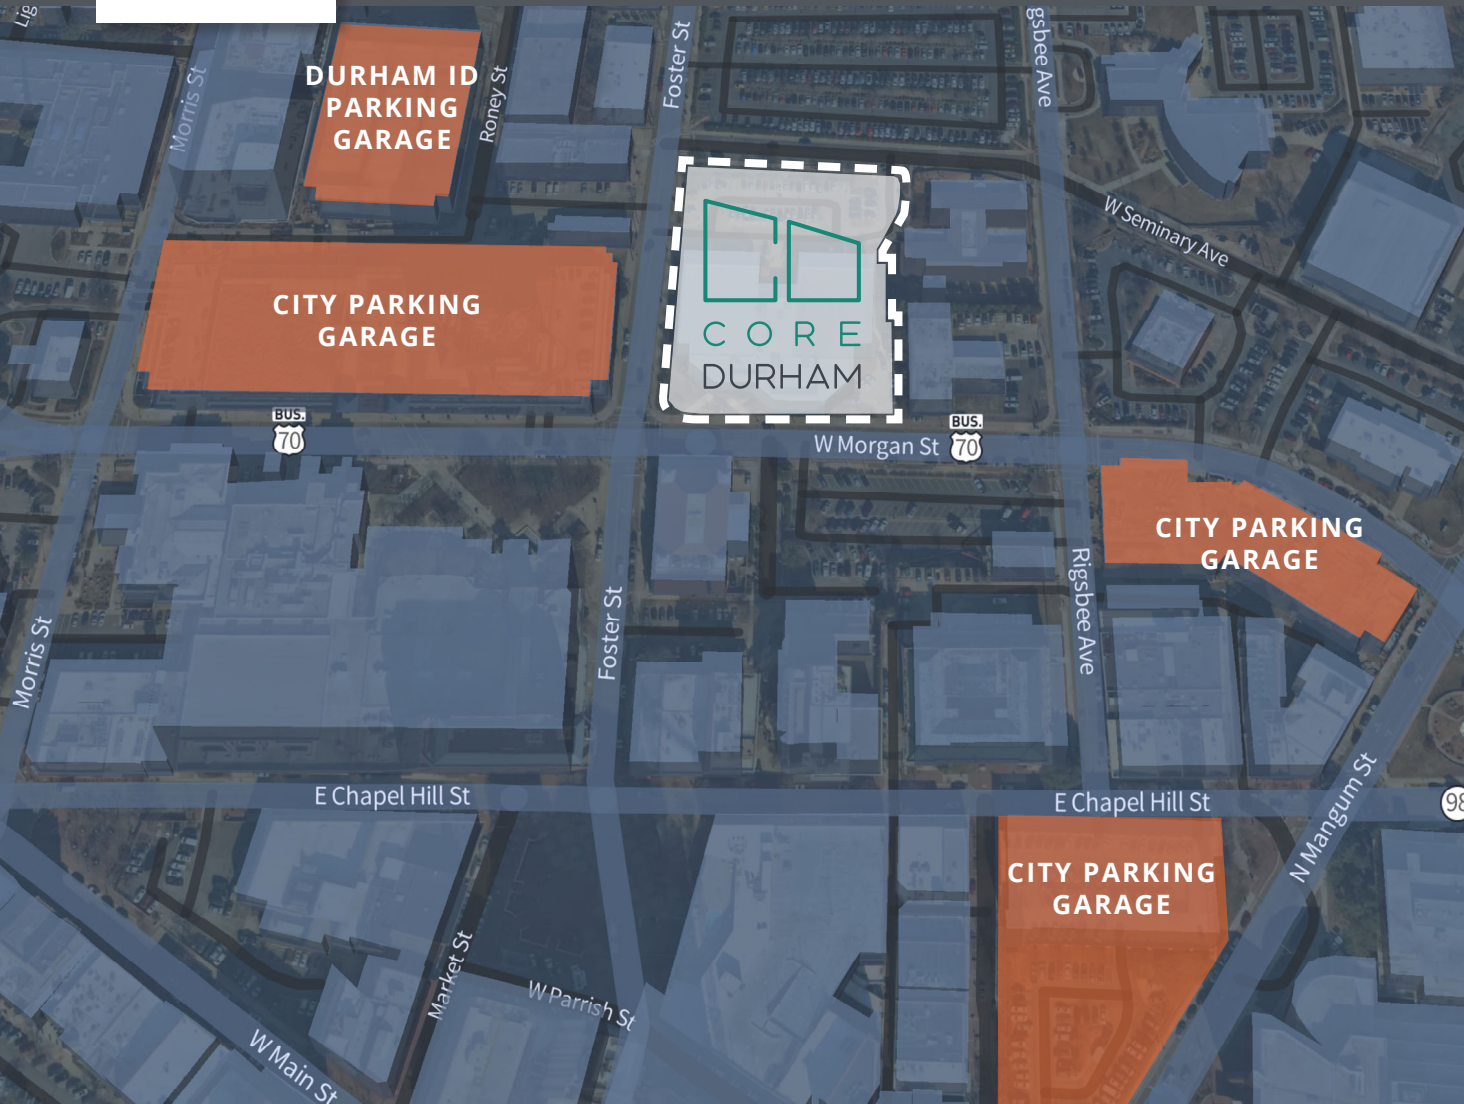 Lig
Morris St
DURHAM ID
PARKING
GARAGE
Roney St
Foster St
gsbee Ave
W Seminary Ave
CITY PARKING
GARAGE
CORE
DURHAM
BUS.
70
W Morgan St
BUS.
70
CITY PARKING
GARAGE
Morris St
Foster St
Rigsbee Ave
E Chapel Hill St
E Chapel Hill St
98
N Mangum St
CITY PARKING
GARAGE
Market St
W Parrish St
W Main St